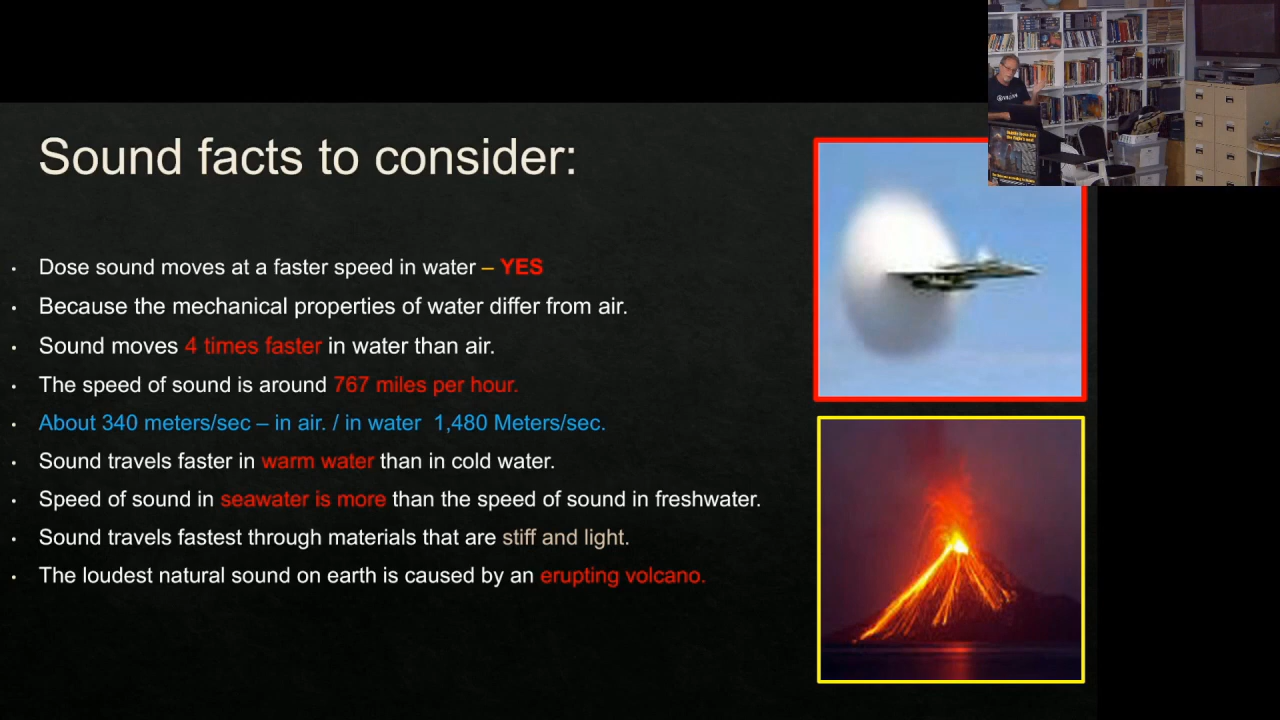 Sound facts to consider:
• Dose sound moves at a faster speed in water – YES
• Because the mechanical properties of water differ from air.
• Sound moves 4 times faster in water than air.
• The speed of sound is around 767 miles per hour.
• About 340 meters/sec – in air. / in water  1,480 Meters/sec.
• Sound travels faster in warm water than in cold water.
• Speed of sound in seawater is more than the speed of sound in freshwater.
• Sound travels fastest through materials that are stiff and light.
• The loudest natural sound on earth is caused by an erupting volcano.